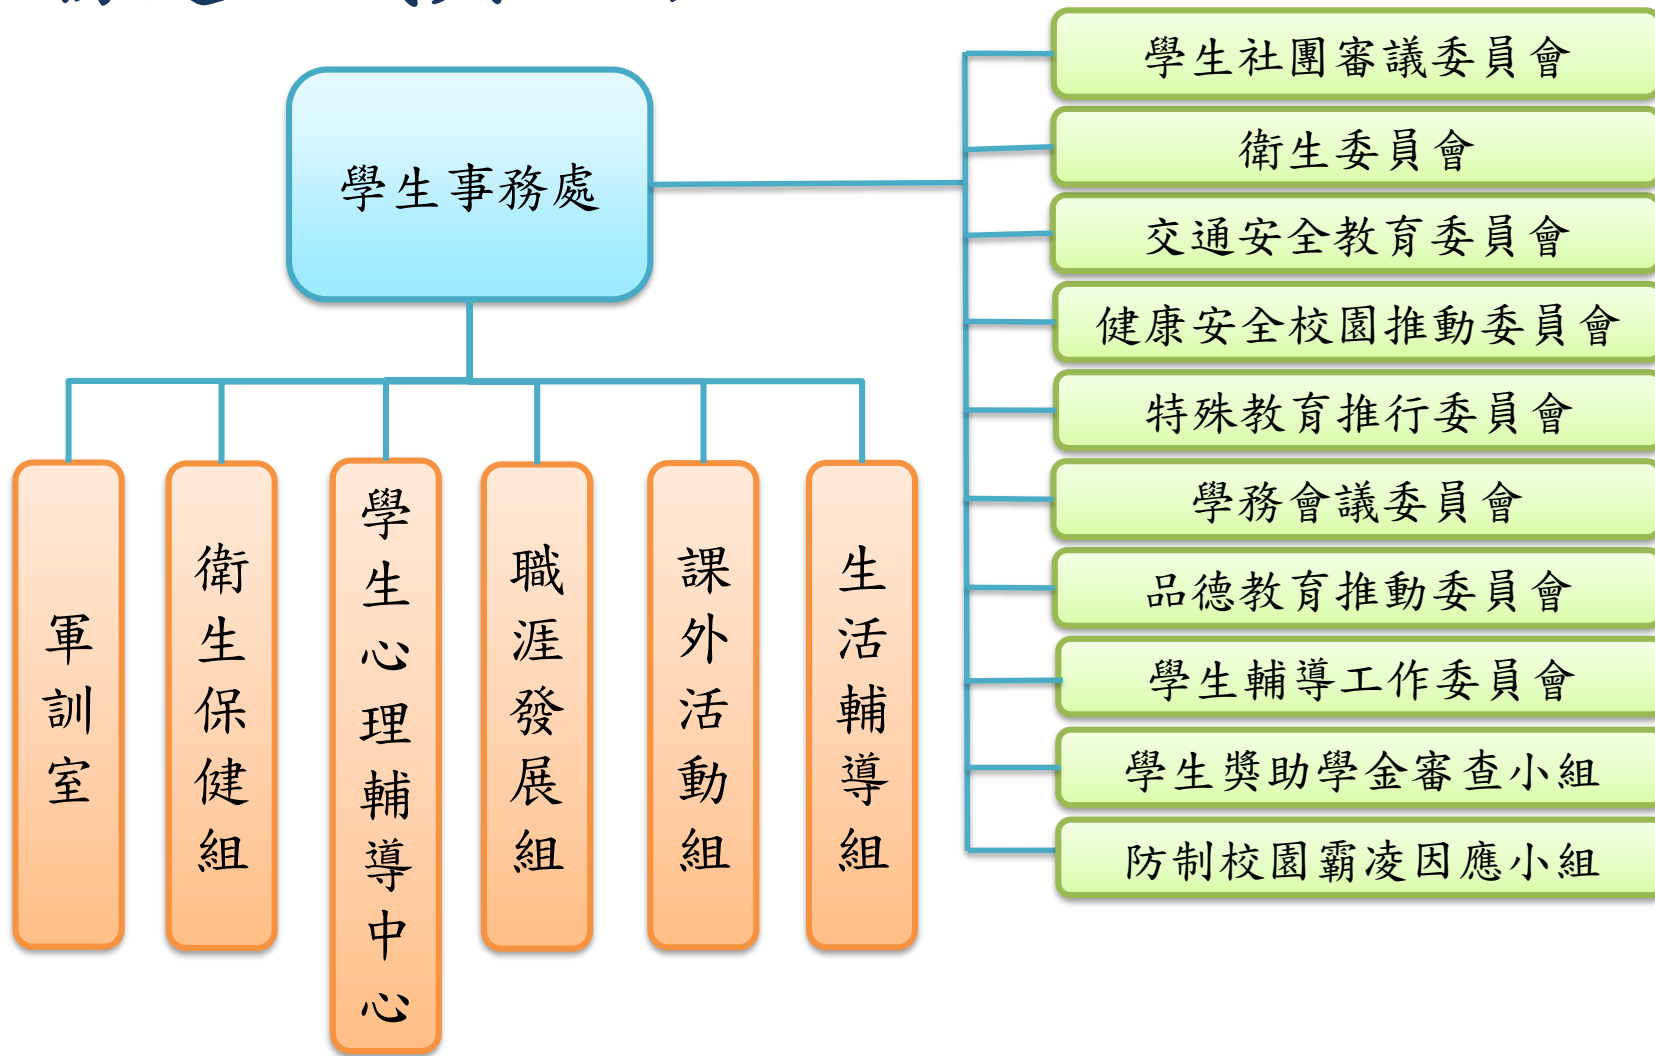 學生事務處
學生社團審議委員會
衛生委員會
交通安全教育委員會
健康安全校園推動委員會
特殊教育推行委員會
學務會議委員會
品德教育推動委員會
學生輔導工作委員會
學生獎助學金審查小組
防制校園霸凌因應小組
軍訓室
衛生保健組
學生心理輔導中心
職涯發展組
課外活動組
生活輔導組